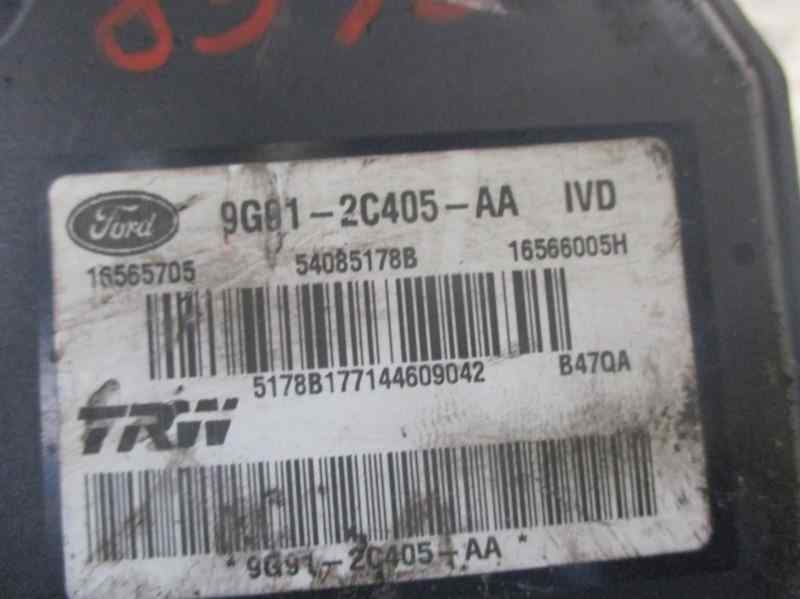 Ford 9G91-2C405-AA IVD
16565705 54085178B 16566005H
5178B177144609042 B47QA
TRW
*9G91-2C405-AA*